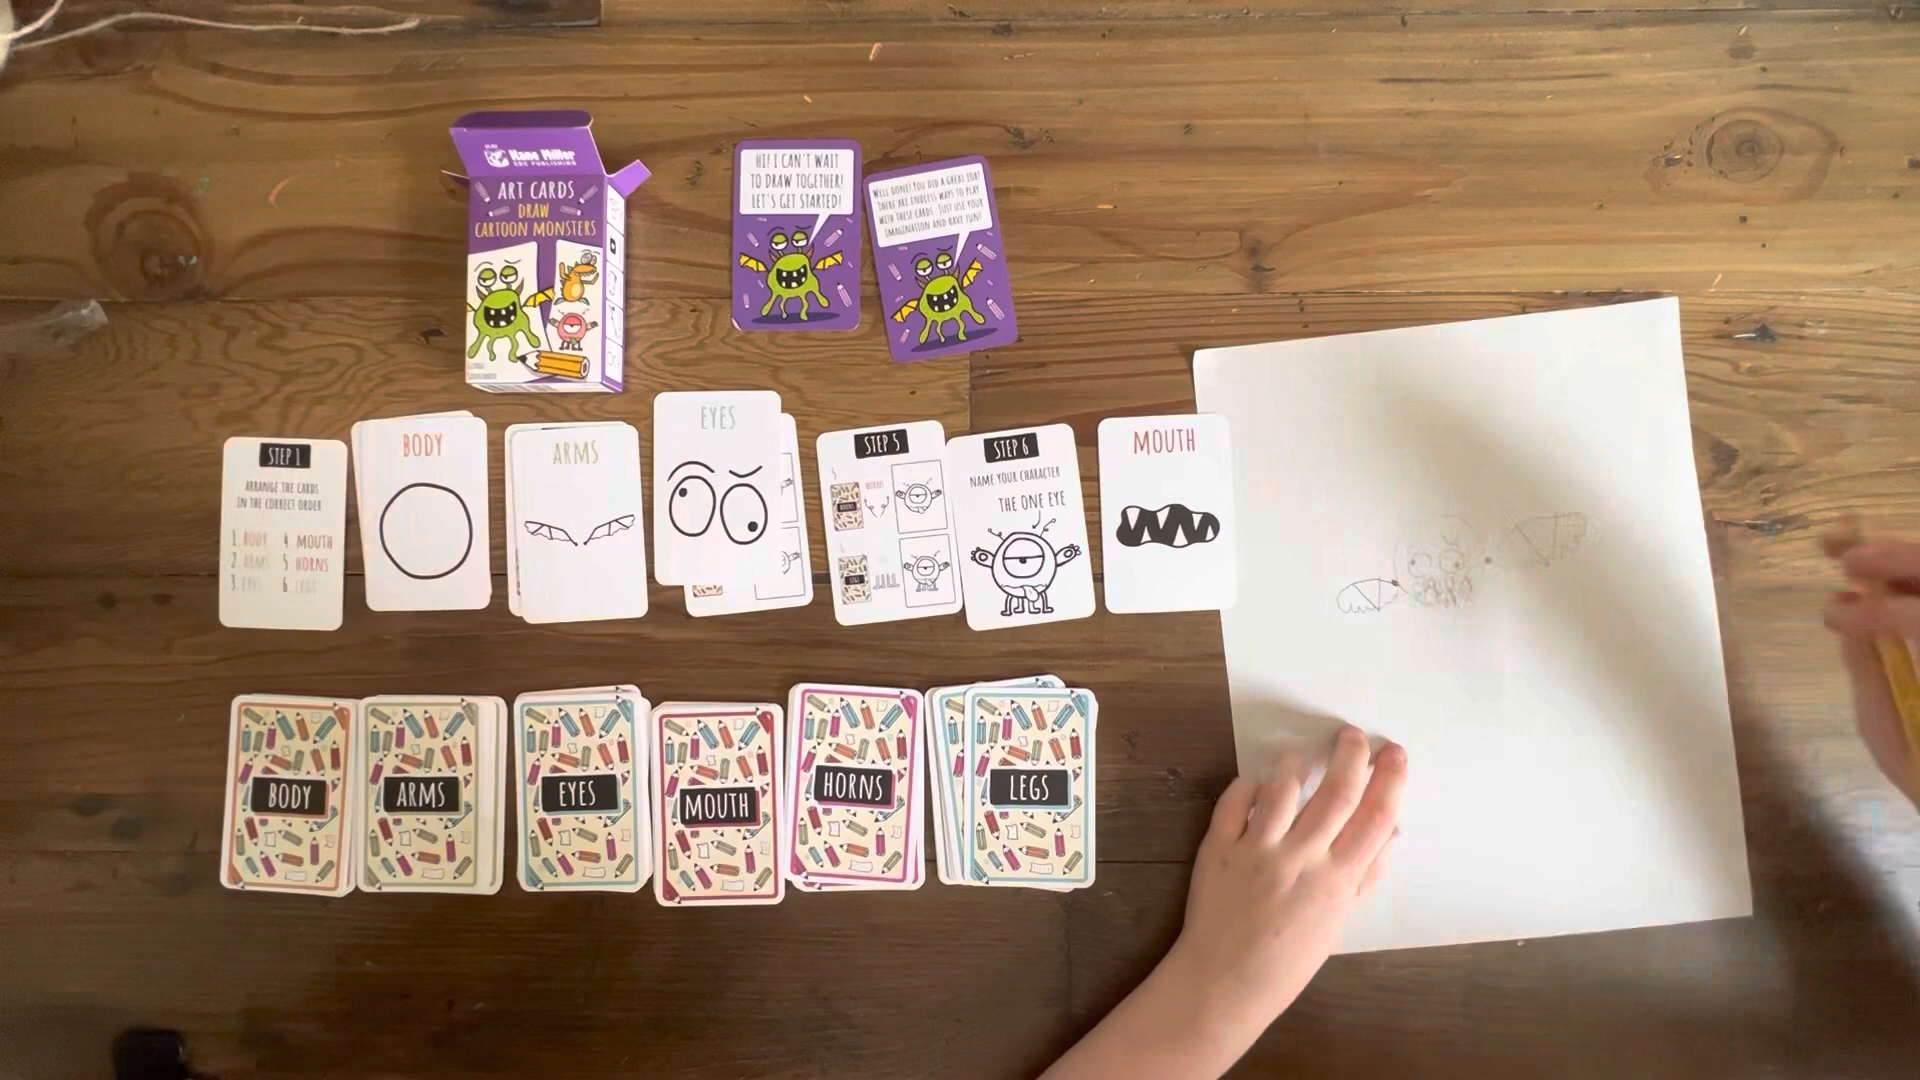 Kane Miller
EDC PUBLISHING
ART CARDS
DRAW
CARTOON MONSTERS
HI! I CAN'T WAIT
TO DRAW TOGETHER!
LET'S GET STARTED!
WELL DONE! YOU DID A GREAT JOB!
THERE ARE ENDLESS WAYS TO PLAY
WITH THESE CARDS. JUST USE YOUR
IMAGINATION AND HAVE FUN!
STEP 1
ARRANGE THE CARDS
IN THE CORRECT ORDER
1. BODY 4 MOUTH
2. ARMS 5 HORNS
3. EYES 6. LEGS
BODY
ARMS
EYES
STEP 5
HORNS
HORNS
LEGS
STEP 6
NAME YOUR CHARACTER
THE ONE EYE
MOUTH
BODY
ARMS
EYES
MOUTH
HORNS
LEGS